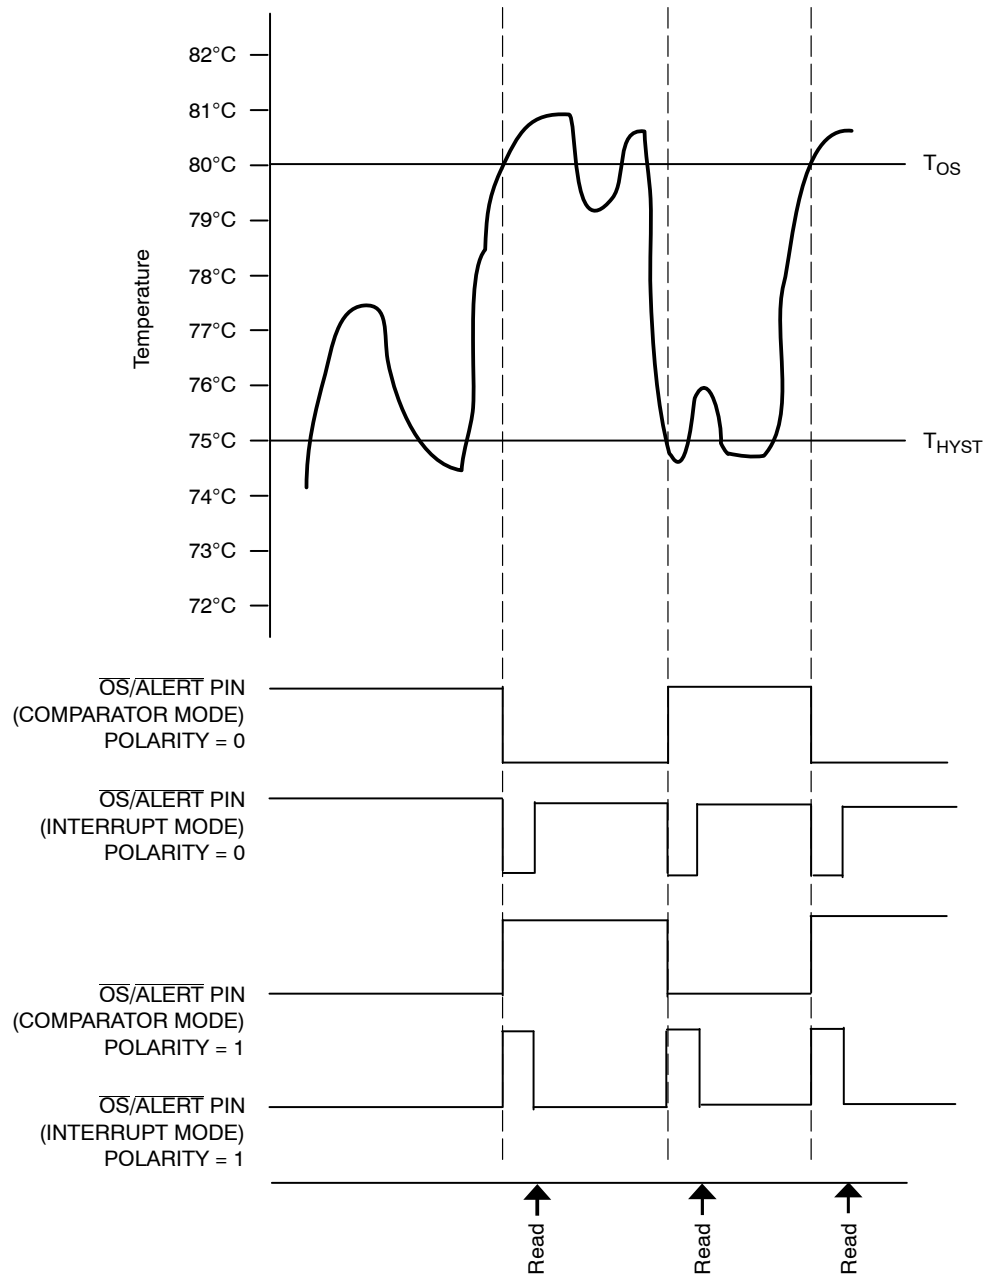 82°C
81°C
80°C
TOS
79°C
78°C
Temperature
77°C
76°C
75°C
THYST
74°C
73°C
72°C
OS/ALERT PIN
(COMPARATOR MODE)
POLARITY = 0
OS/ALERT PIN
(INTERRUPT MODE)
POLARITY = 0
OS/ALERT PIN
(COMPARATOR MODE)
POLARITY = 1
OS/ALERT PIN
(INTERRUPT MODE)
POLARITY = 1
Read
Read
Read